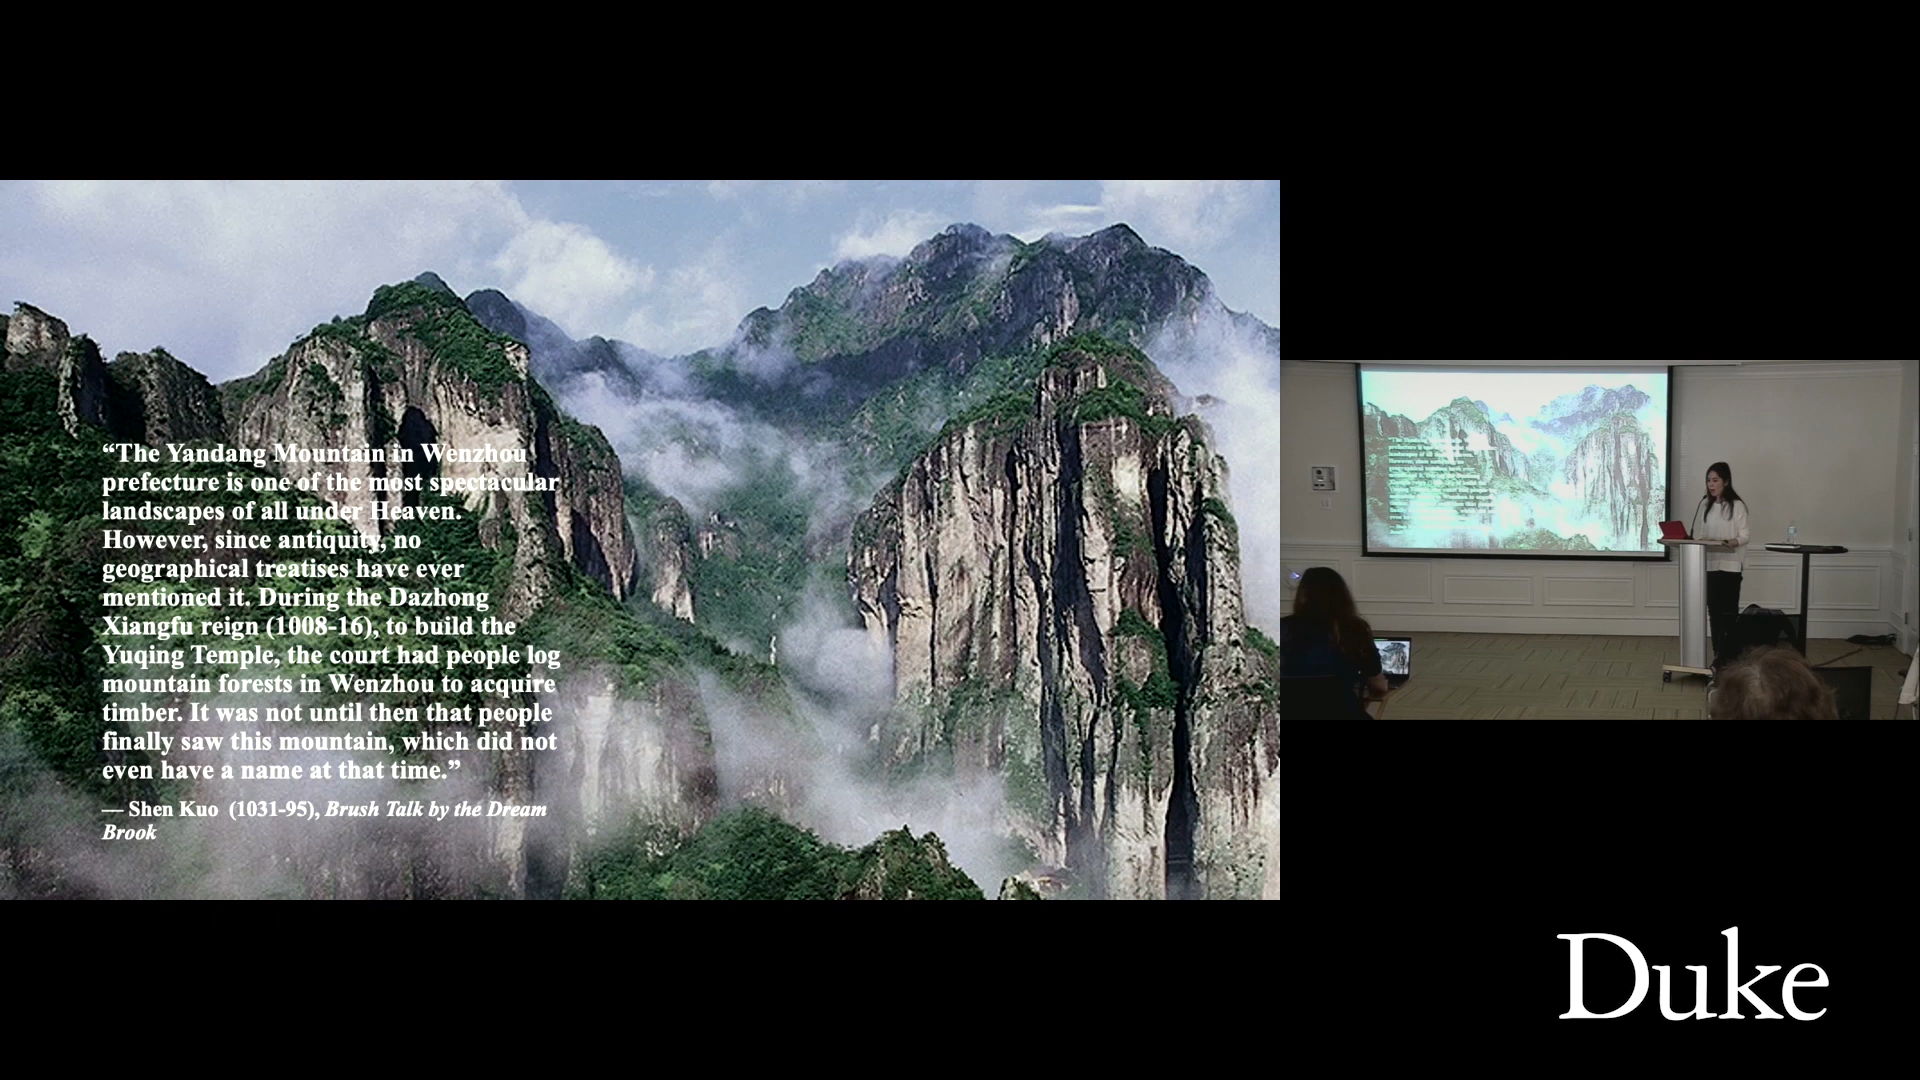 “The Yandang Mountain in Wenzhou
prefecture is one of the most spectacular
landscapes of all under Heaven.
However, since antiquity, no
geographical treatises have ever
mentioned it. During the Dazhong
Xiangfu reign (1008-16), to build the
Yuqing Temple, the court had people log
mountain forests in Wenzhou to acquire
timber. It was not until then that people
finally saw this mountain, which did not
even have a name at that time.”
— Shen Kuo (1031-95), Brush Talk by the Dream
Brook
Duke